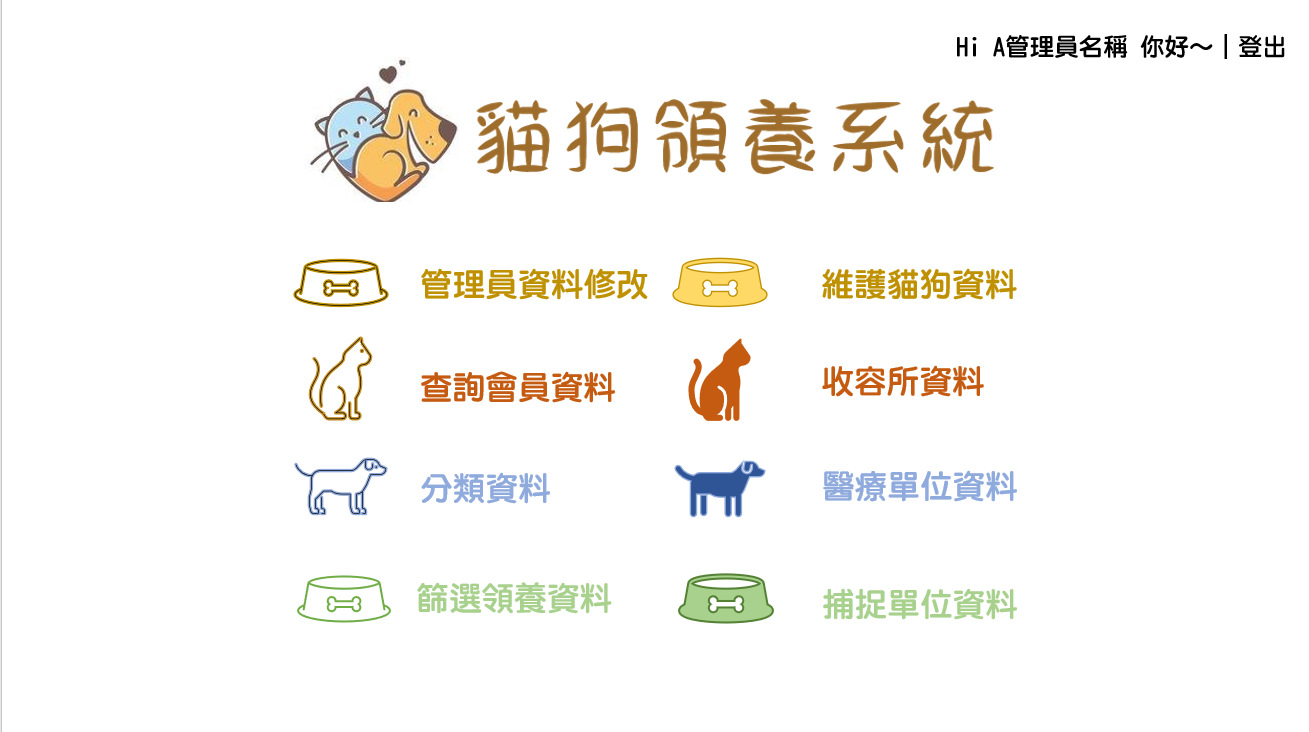 Hi A管理員名稱 你好～｜登出
貓狗領養系統
管理員資料修改
維護貓狗資料
查詢會員資料
收容所資料
分類資料
醫療單位資料
篩選領養資料
捕捉單位資料